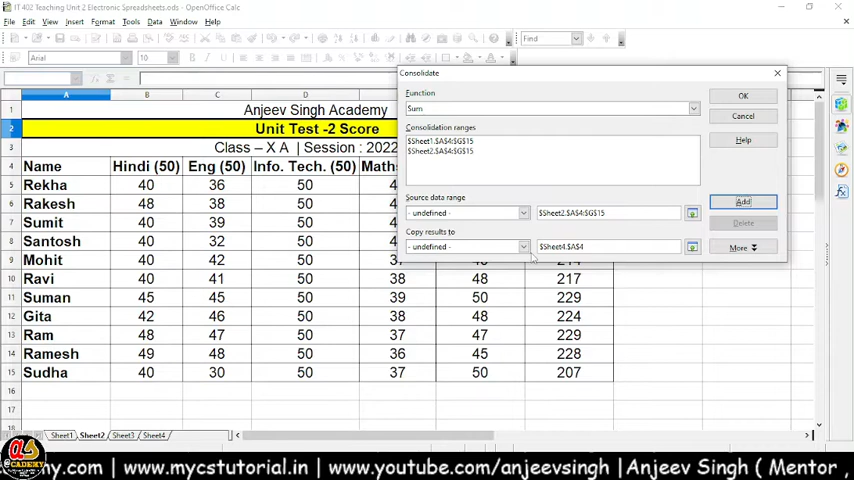 IT 402 Teaching Unit 2 Electronic Spreadsheets.ods - OpenOffice Calc
File Edit View Insert Format Tools Data Window Help
Find
Arial 10
Consolidate
Function
Sum
Consolidation ranges
$Sheet1.$A$4:$G$15
$Sheet2.$A$4:$G$15
Source data range
- undefined - $Sheet2.$A$4:$G$15
Copy results to
- undefined - $Sheet4.$A$4
OK
Cancel
Help
Add
Delete
More
A B C D
1 Anjeev Singh Academy
2 Unit Test -2 Score
3 Class – X A | Session : 2022
4 Name Hindi (50) Eng (50) Info. Tech. (50) Maths
5 Rekha 40 36 50
6 Rakesh 48 38 50
7 Sumit 40 39 50
8 Santosh 40 32 50
9 Mohit 40 42 50
10 Ravi 40 41 50 38 48 217
11 Suman 45 45 50 39 50 229
12 Gita 42 46 50 38 48 224
13 Ram 48 47 50 37 47 229
14 Ramesh 49 48 50 36 45 228
15 Sudha 40 30 50 37 50 207
16
17
18
Sheet1 Sheet2 Sheet3 Sheet4
as
ACADEMY
demy.com | www.mycstutorial.in | www.youtube.com/anjeevsingh |Anjeev Singh ( Mentor ,